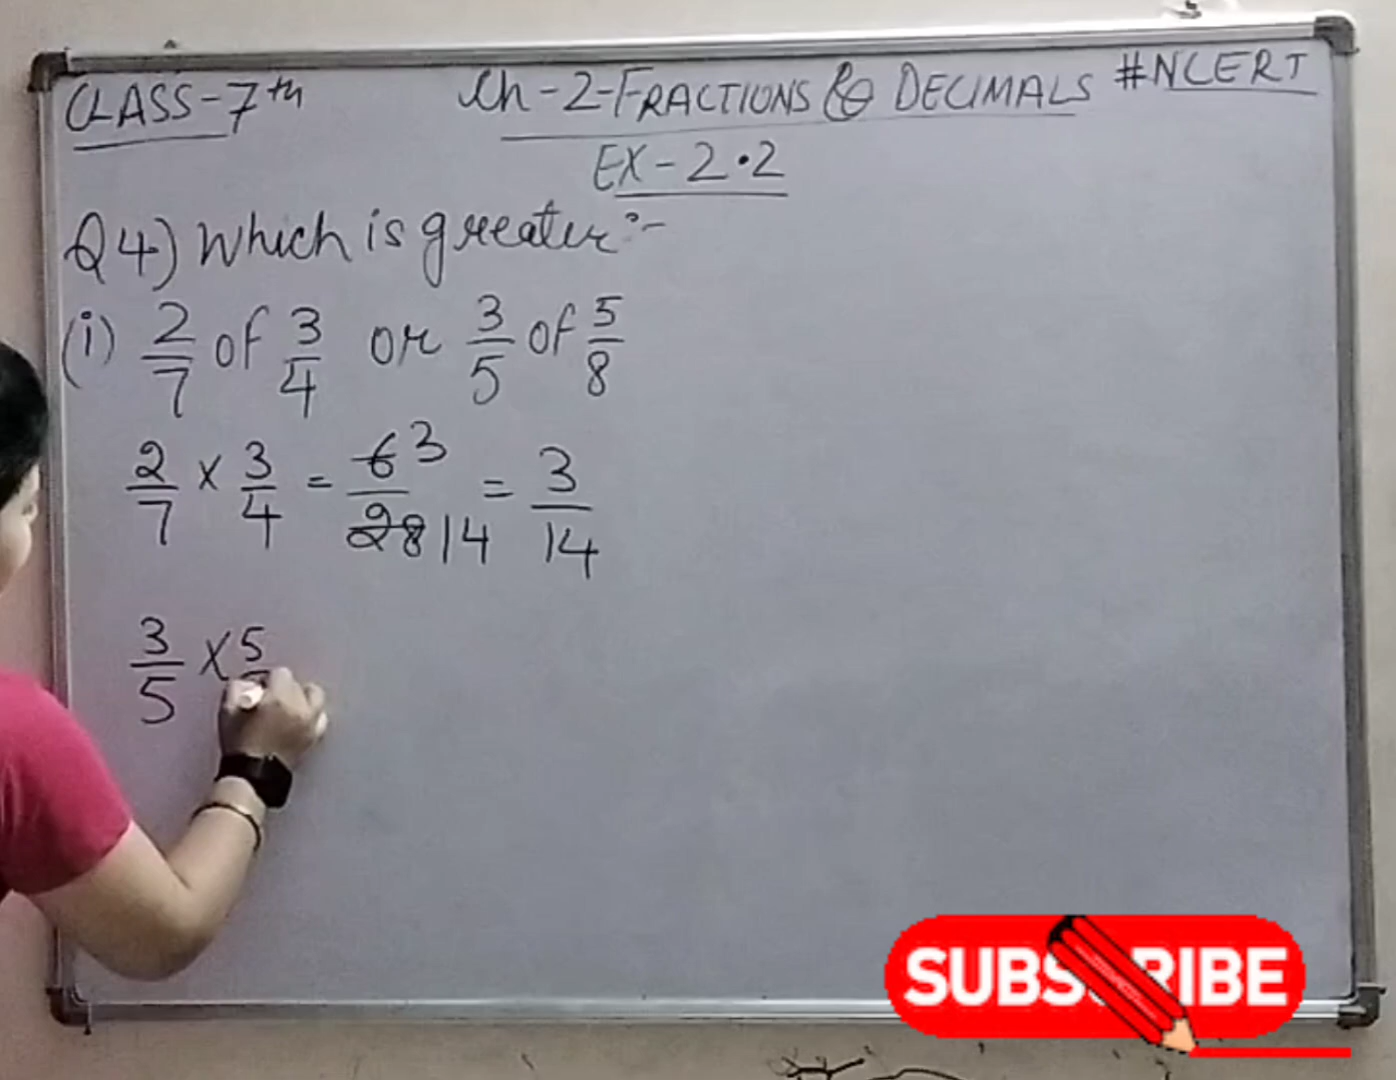 CLASS-7th Ch-2-FRACTIONS & DECIMALS #NCERT
EX-2.2
Q4) Which is greater:-
(i) 2/7 of 3/4 or 3/5 of 5/8
2/7 × 3/4 = 6 3/28 14 = 3/14
3/5 × 5
SUBSCRIBE